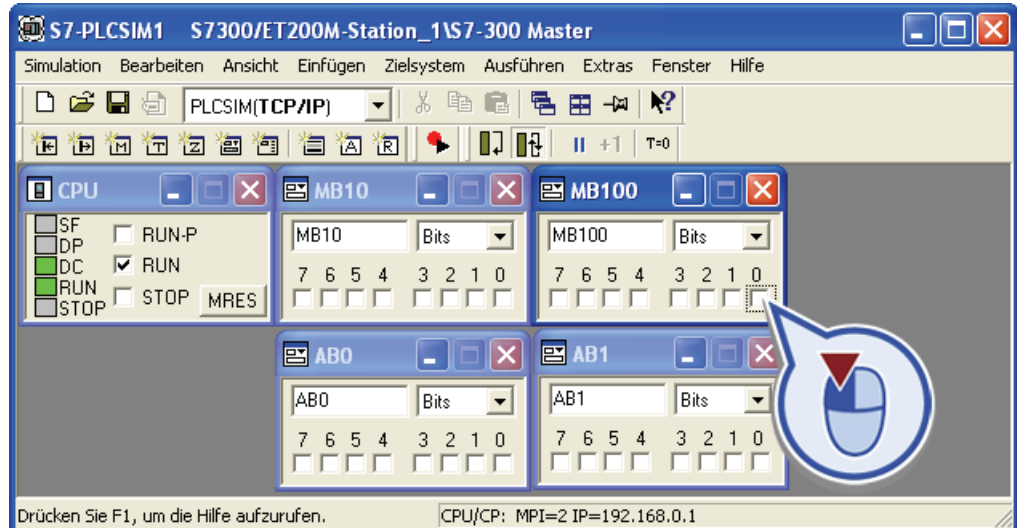 S7-PLCSIM1 S7300/ET200M-Station_1\S7-300 Master
Simulation Bearbeiten Ansicht Einfügen Zielsystem Ausführen Extras Fenster Hilfe
PLCSIM(TCP/IP)
M T Z A R +1 T=0
CPU MB10 MB100
SF
DP
DC
RUN
STOP
RUN-P
RUN
STOP MRES
MB10 Bits
7 6 5 4 3 2 1 0
MB100 Bits
7 6 5 4 3 2 1 0
AB0 AB1
AB0 Bits
7 6 5 4 3 2 1 0
AB1 Bits
7 6 5 4 3 2 1 0
Drücken Sie F1, um die Hilfe aufzurufen. CPU/CP: MPI=2 IP=192.168.0.1